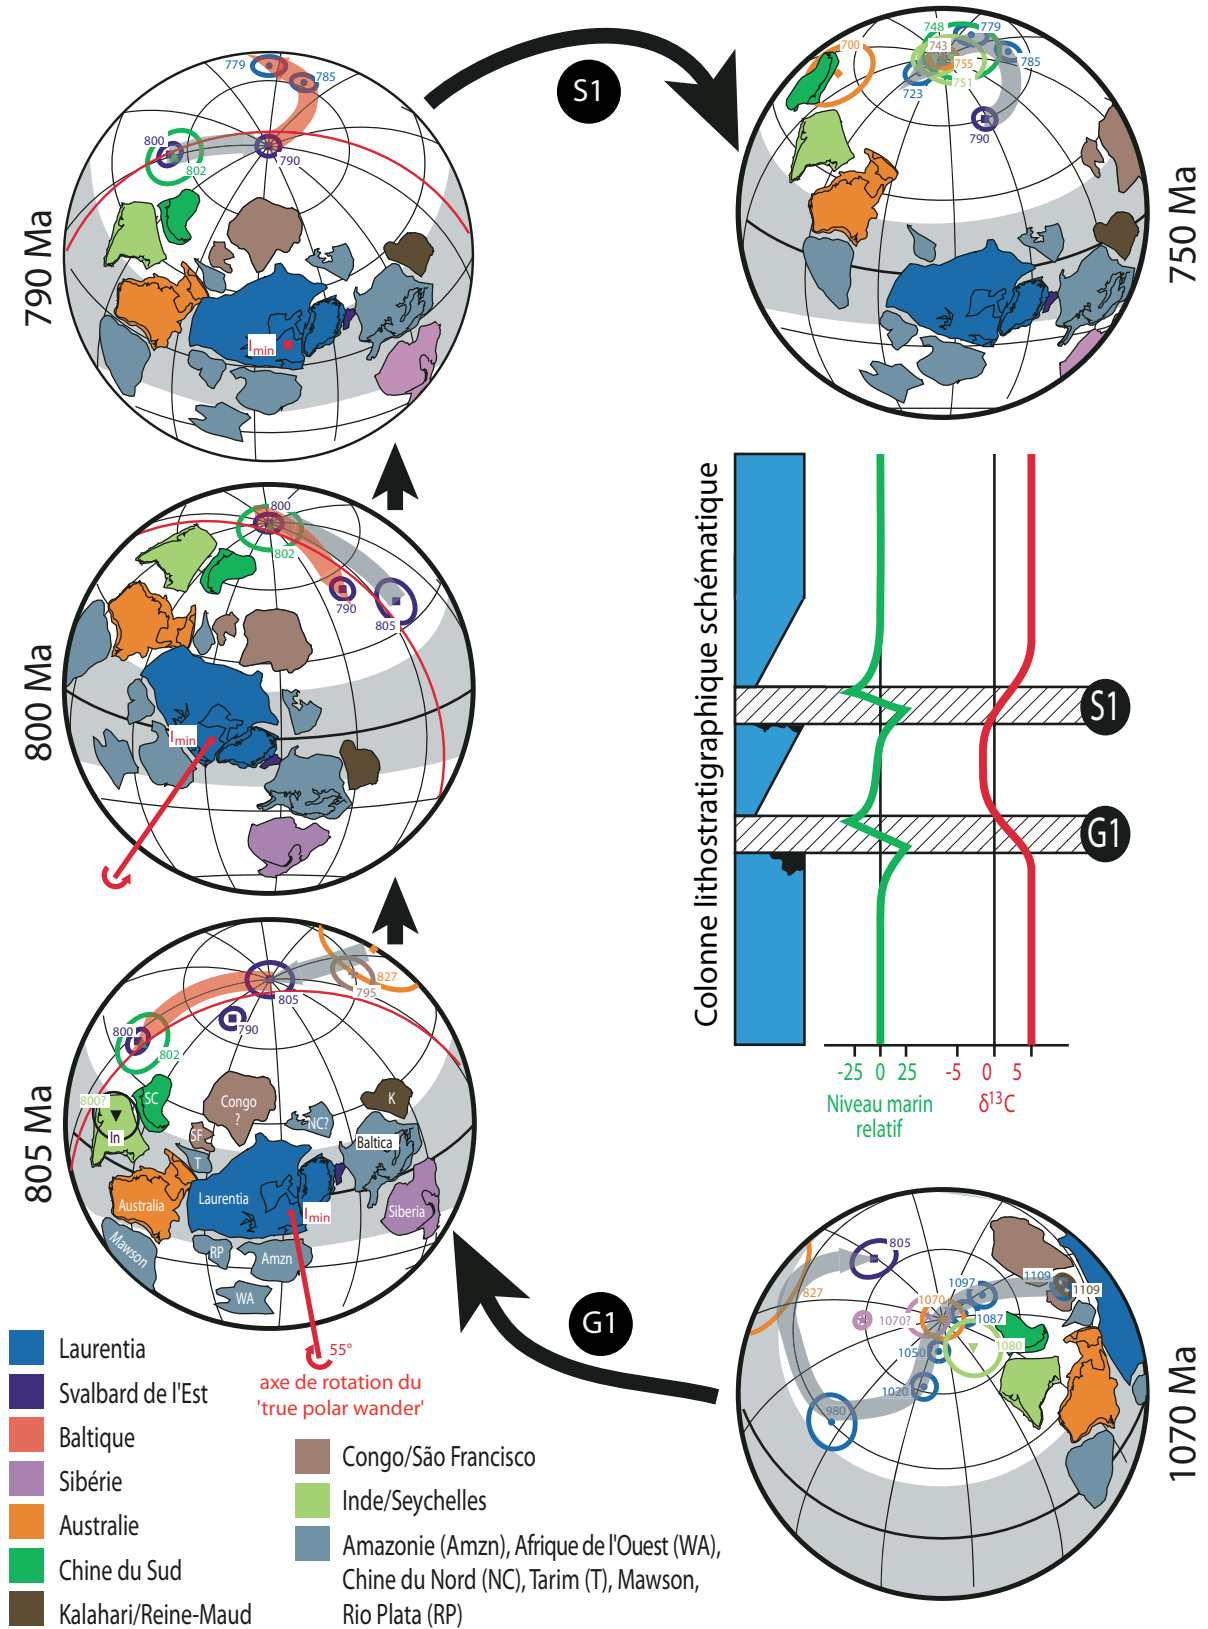 790 Ma
779
785
800
802
790
Imin
S1
748
779
700
743
755
785
751
723
790
750 Ma
800 Ma
800
802
790
805
Imin
805 Ma
827
795
805
790
800
802
800?
SC
In
Congo
?
K
SF
NC?
T
Baltica
Laurentia
Australia
Imin
Siberia
Mawson
RP
Amzn
WA
55°
axe de rotation du
'true polar wander'
G1
Colonne lithostratigraphique schématique
S1
G1
-25 0 25
-5 0 5
Niveau marin
relatif
δ13C
1070 Ma
805
827
1097
1109
1109
1070
1070?
1087
1080
1050
1020
980
Laurentia
Svalbard de l'Est
Baltique
Sibérie
Australie
Chine du Sud
Kalahari/Reine-Maud
Congo/São Francisco
Inde/Seychelles
Amazonie (Amzn), Afrique de l'Ouest (WA),
Chine du Nord (NC), Tarim (T), Mawson,
Rio Plata (RP)